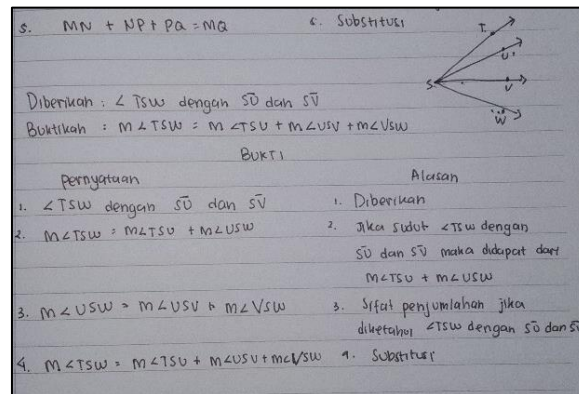 5. MN + NP + PQ = MQ 5. Substitusi
T.
U.
S.
V
W
Diberikan : ∠ TSW dengan SU dan SV
Buktikan : M∠TSW = M∠TSU + M∠USV + M∠VSW
BUKTI
Pernyataan Alasan
1. ∠TSW dengan SU dan SV 1. Diberikan
2. M∠TSW = M∠TSU + M∠USW 2. Jika sudut ∠TSW dengan
SU dan SV maka didapat dari
M∠TSU + M∠USW
3. M∠USW = M∠USV + M∠VSW 3. Sifat penjumlahan jika
diketahui ∠TSW dengan SU dan SV
4. M∠TSW = M∠TSU + M∠USV + M∠VSW 4. Substitusi